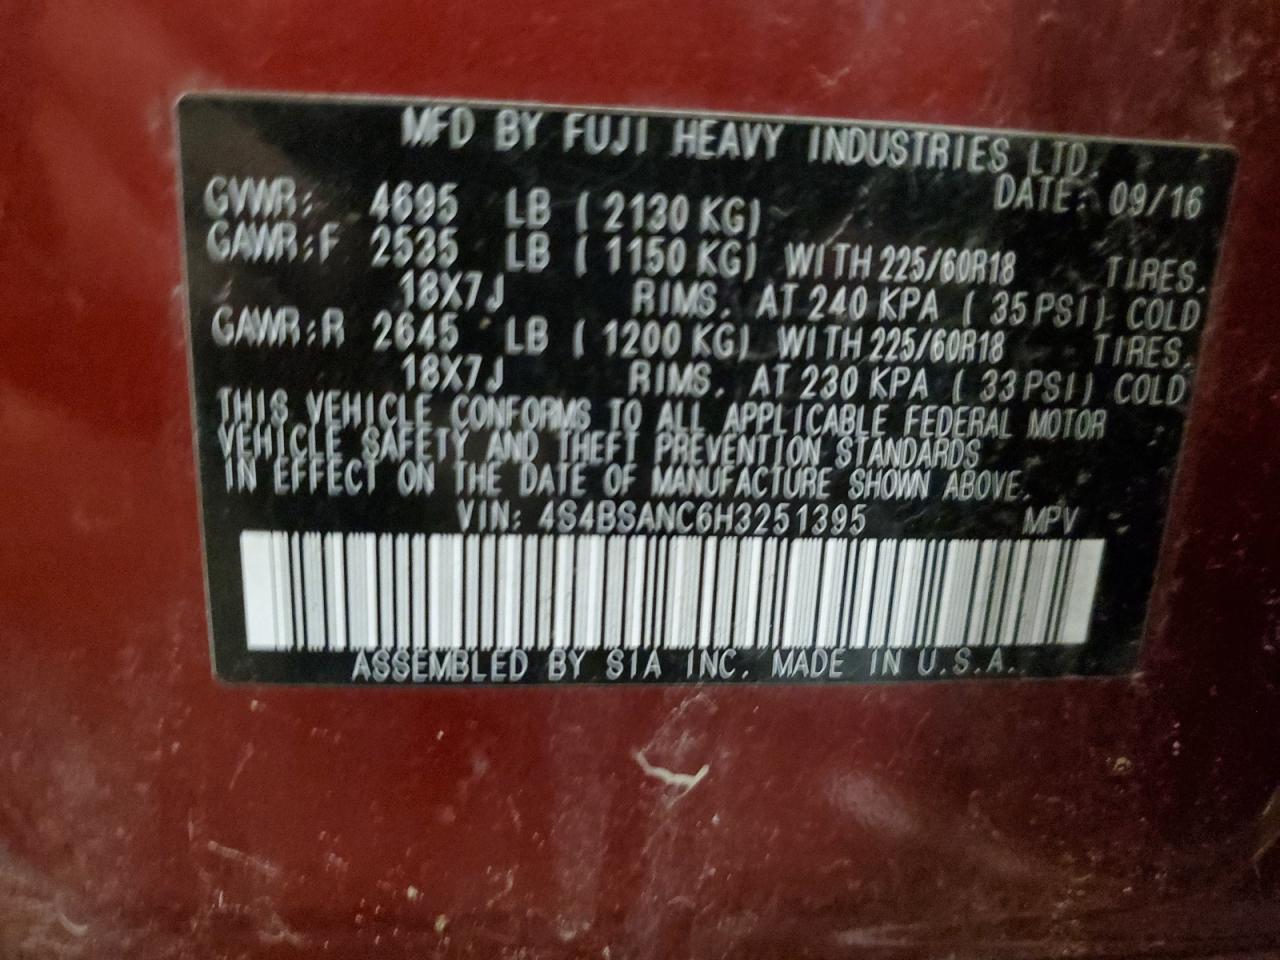 MFD BY FUJI HEAVY INDUSTRIES LTD.
DATE: 09/16
GVWR: 4695 LB ( 2130 KG)
GAWR:F 2535 LB ( 1150 KG) WITH 225/60R18 TIRES,
18X7J RIMS, AT 240 KPA ( 35 PSI) COLD
GAWR:R 2645 LB ( 1200 KG) WITH 225/60R18 TIRES,
18X7J RIMS, AT 230 KPA ( 33 PSI) COLD
THIS VEHICLE CONFORMS TO ALL APPLICABLE FEDERAL MOTOR
VEHICLE SAFETY AND THEFT PREVENTION STANDARDS
IN EFFECT ON THE DATE OF MANUFACTURE SHOWN ABOVE.
VIN: 4S4BSANC6H3251395 MPV
ASSEMBLED BY SIA INC. MADE IN U.S.A.